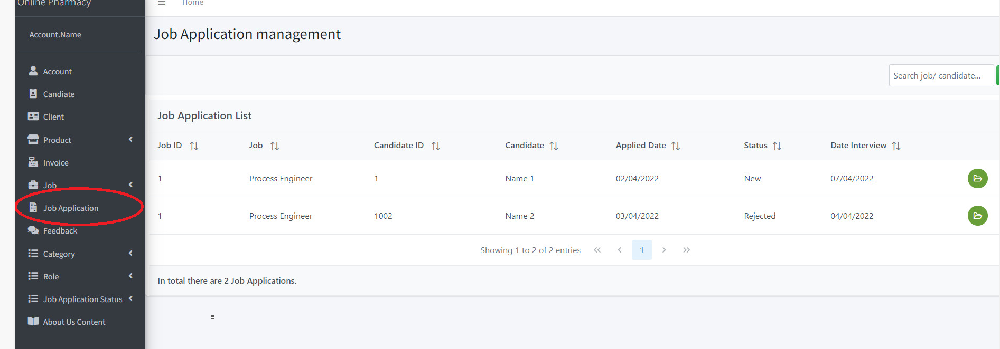 Online Pharmacy
Home
Account.Name
Job Application management
Account
Candiate
Client
Product
Invoice
Job
Job Application
Feedback
Category
Role
Job Application Status
About Us Content
Search job/ candidate...
Job Application List
Job ID Job Candidate ID Candidate Applied Date Status Date Interview
1 Process Engineer 1 Name 1 02/04/2022 New 07/04/2022
1 Process Engineer 1002 Name 2 03/04/2022 Rejected 04/04/2022
Showing 1 to 2 of 2 entries 1
In total there are 2 Job Applications.